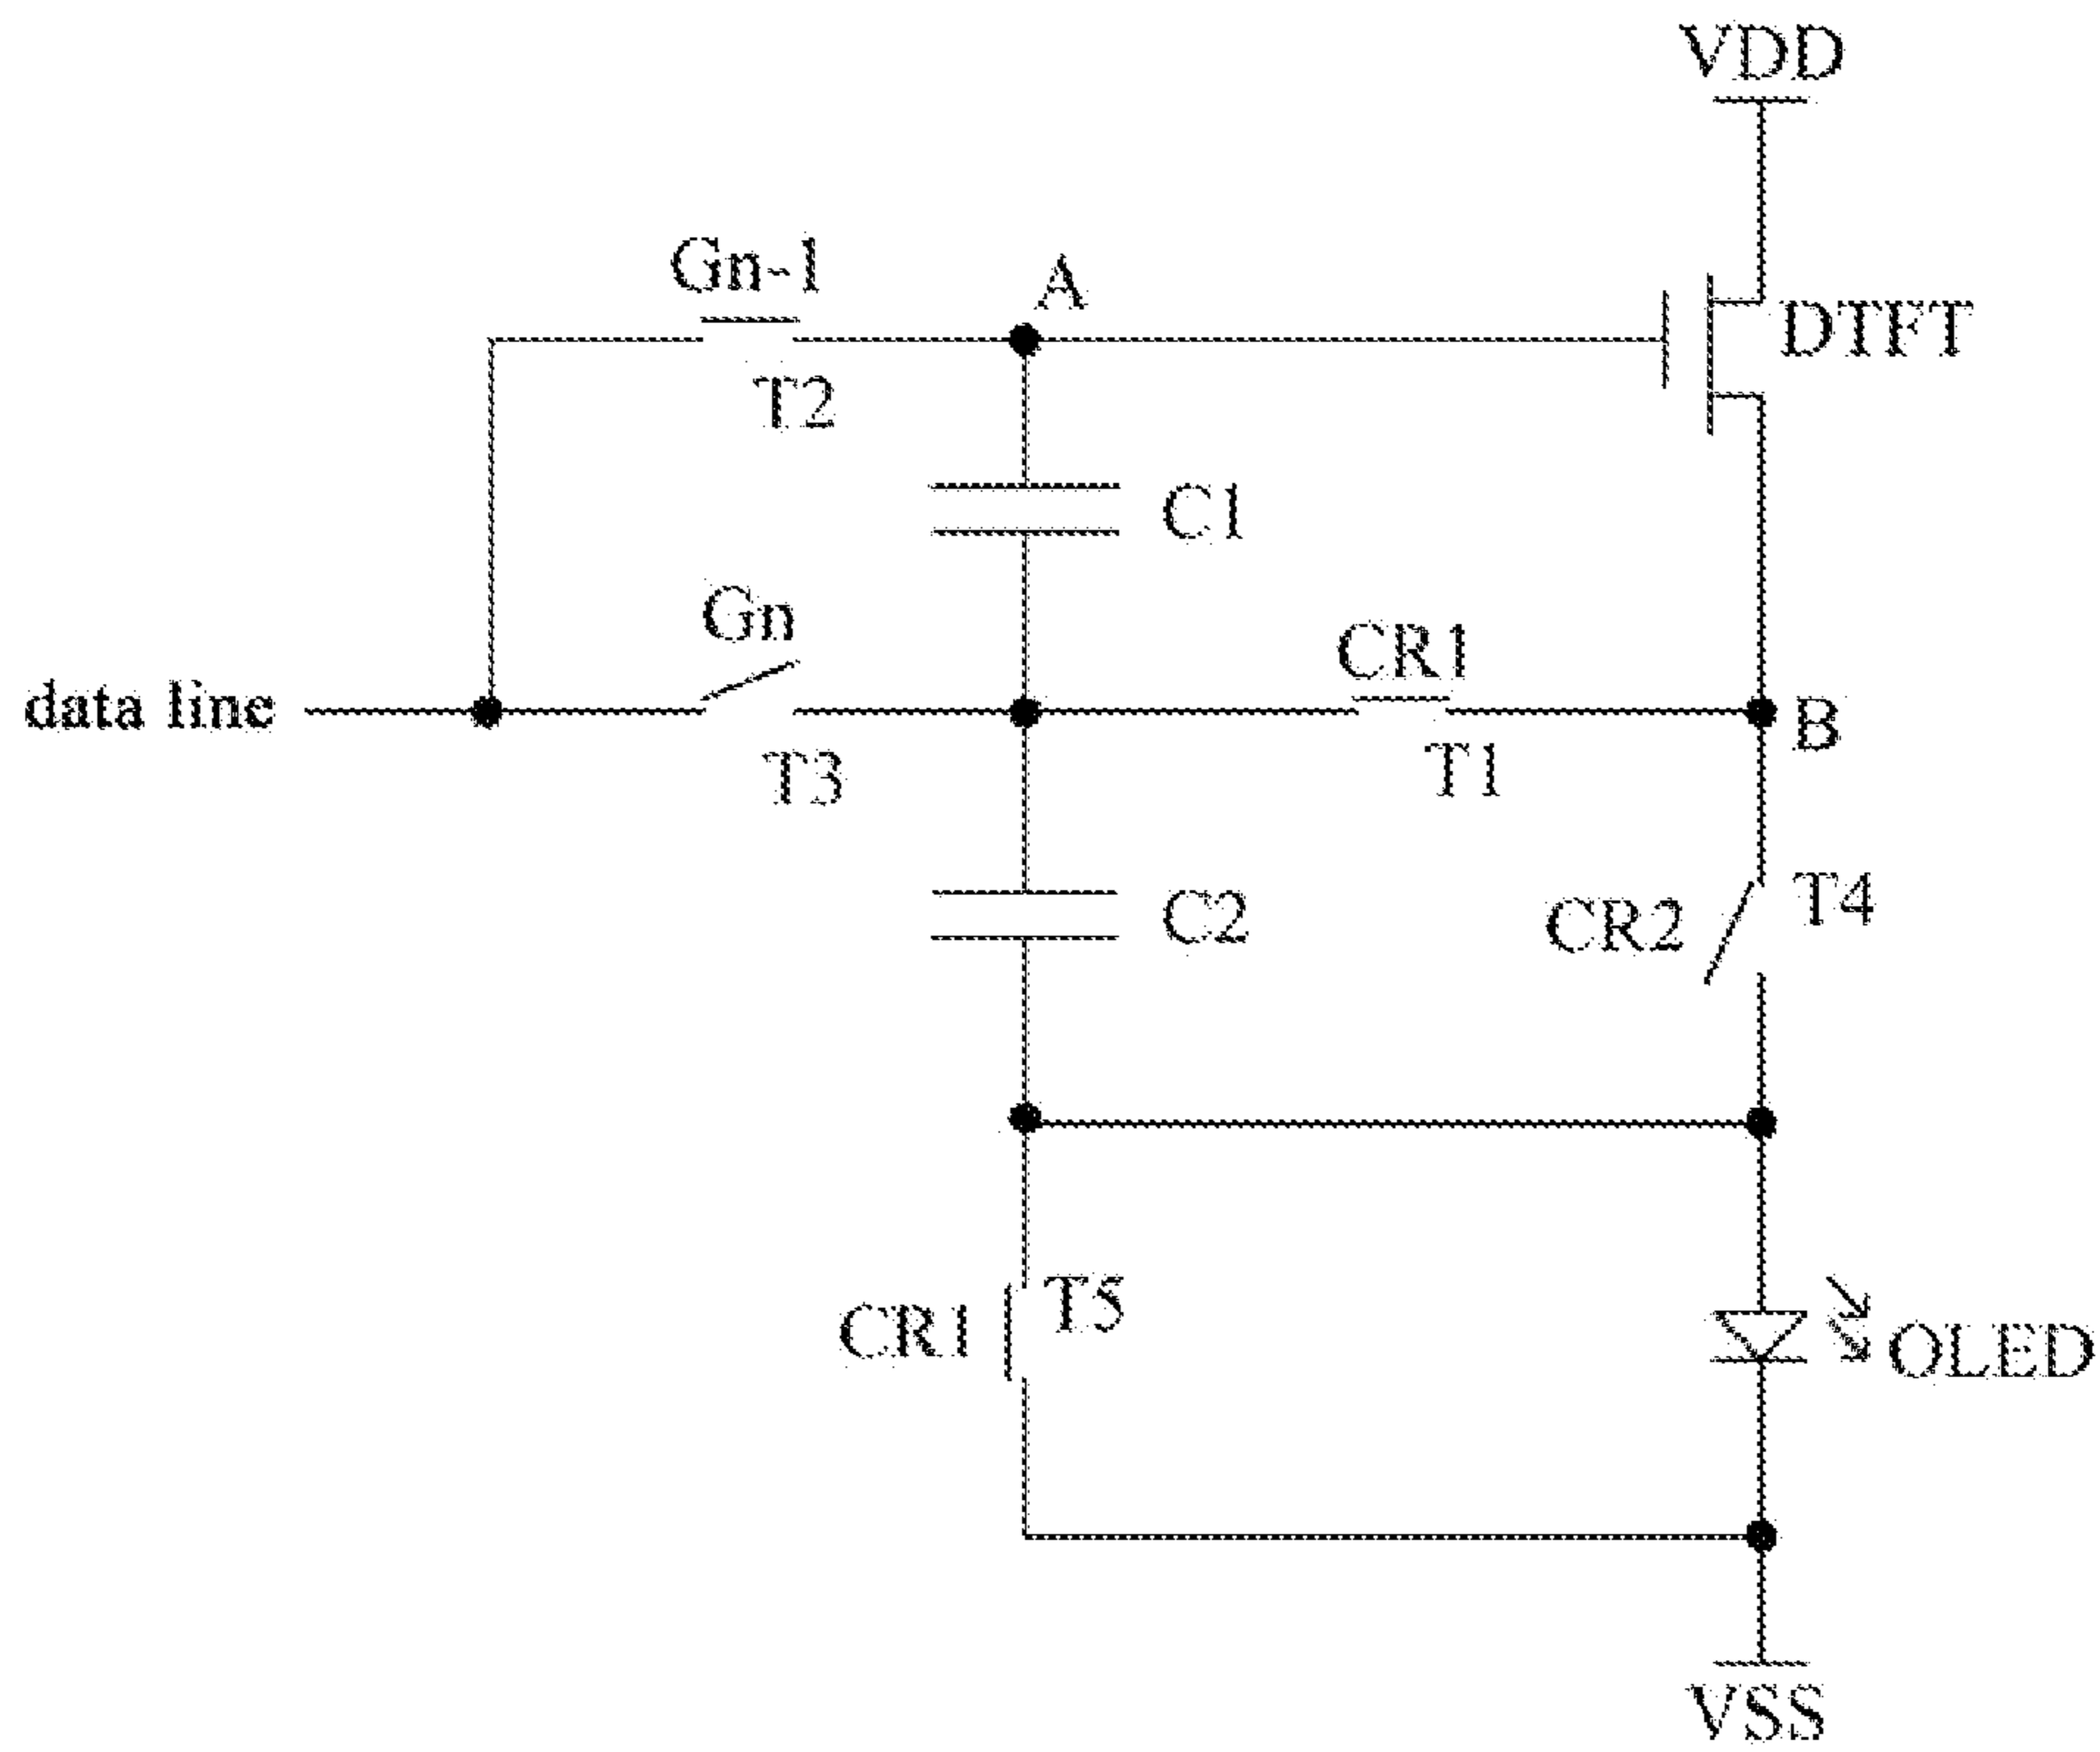 VDD
Gn-1
A
DTFT
T2
C1
Gn
CR1
data line
B
T3
T1
C2
CR2
T4
CR1
T5
OLED
VSS